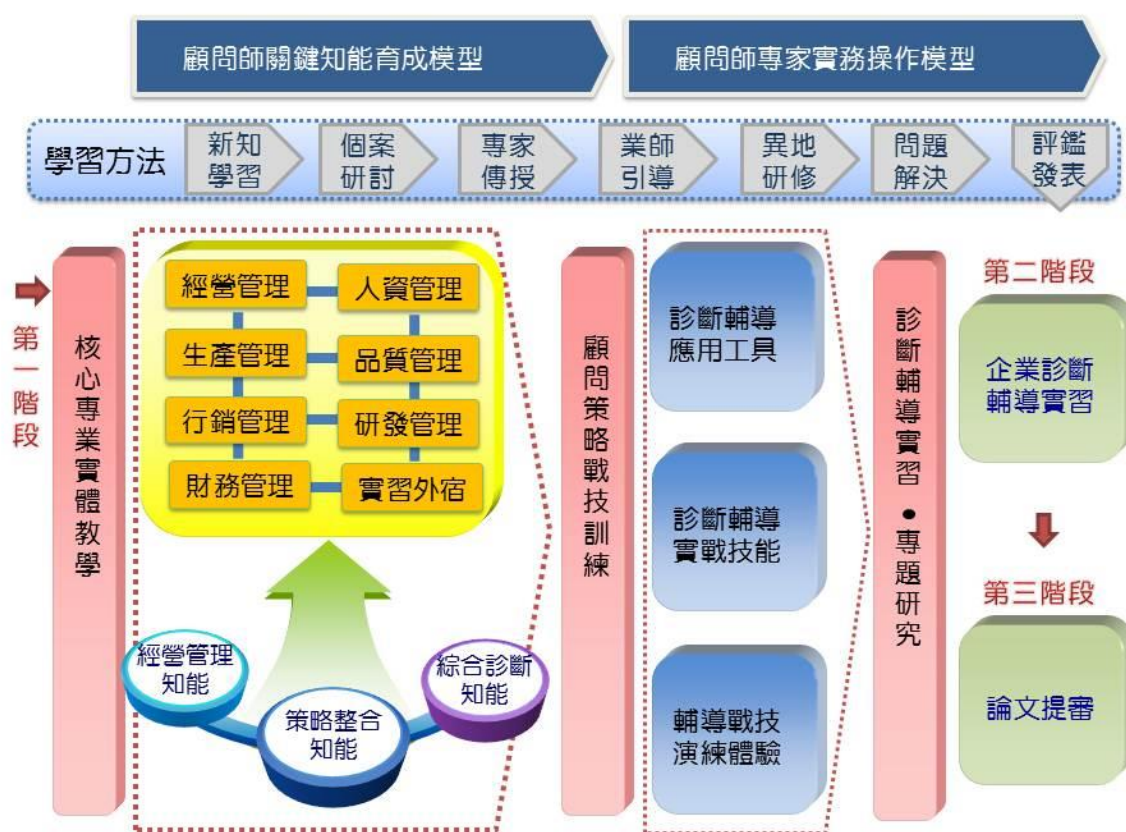 顧問師關鍵知能育成模型
顧問師專家實務操作模型
學習方法
新知
學習
個案
研討
專家
傳授
業師
引導
異地
研修
問題
解決
評鑑
發表
第一階段
核心專業實體教學
經營管理
人資管理
生產管理
品質管理
行銷管理
研發管理
財務管理
實習外宿
經營管理
知能
策略整合
知能
綜合診斷
知能
顧問策略戰技訓練
診斷輔導
應用工具
診斷輔導
實戰技能
輔導戰技
演練體驗
診斷輔導實習•專題研究
第二階段
企業診斷
輔導實習
第三階段
論文提審